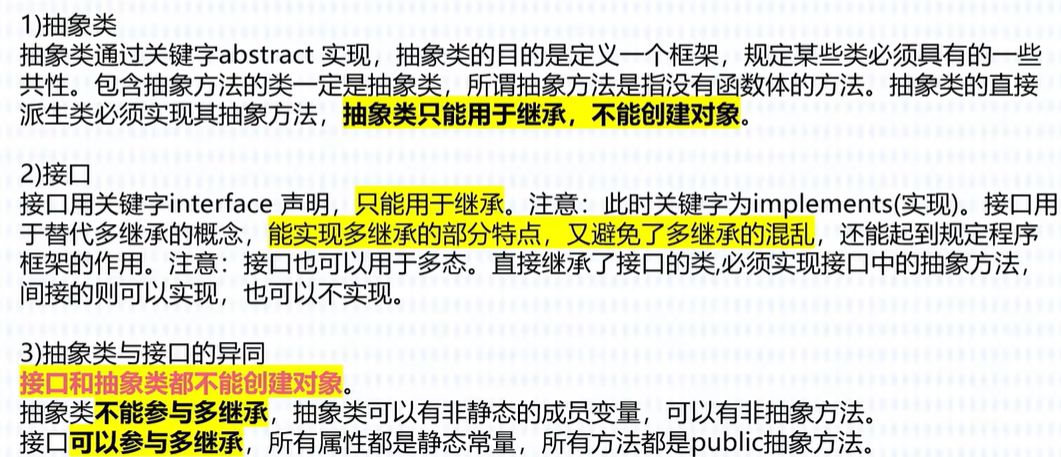 1)抽象类
抽象类通过关键字abstract 实现，抽象类的目的是定义一个框架，规定某些类必须具有的一些
共性。包含抽象方法的类一定是抽象类，所谓抽象方法是指没有函数体的方法。抽象类的直接
派生类必须实现其抽象方法，抽象类只能用于继承，不能创建对象。
2)接口
接口用关键字interface 声明，只能用于继承。注意：此时关键字为implements(实现)。接口用
于替代多继承的概念，能实现多继承的部分特点，又避免了多继承的混乱，还能起到规定程序
框架的作用。注意：接口也可以用于多态。直接继承了接口的类,必须实现接口中的抽象方法，
间接的则可以实现，也可以不实现。
3)抽象类与接口的异同
接口和抽象类都不能创建对象。
抽象类不能参与多继承，抽象类可以有非静态的成员变量，可以有非抽象方法。
接口可以参与多继承，所有属性都是静态常量，所有方法都是public抽象方法。